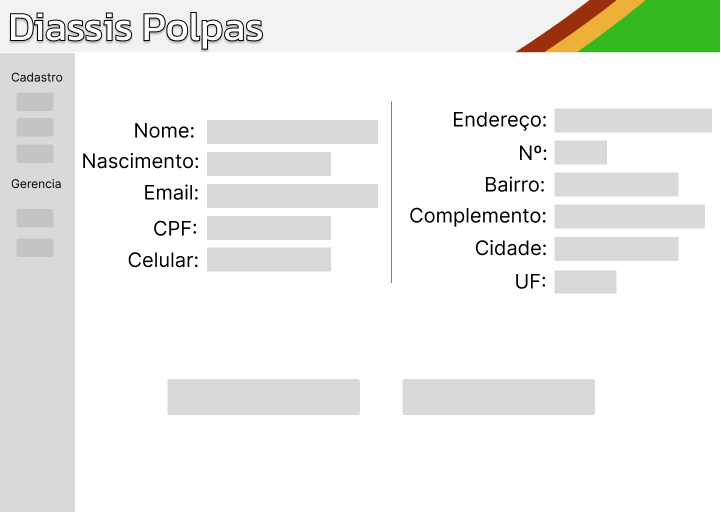 Diassis Polpas
Cadastro
Gerencia
Nome:
Nascimento:
Email:
CPF:
Celular:
Endereço:
Nº:
Bairro:
Complemento:
Cidade:
UF: